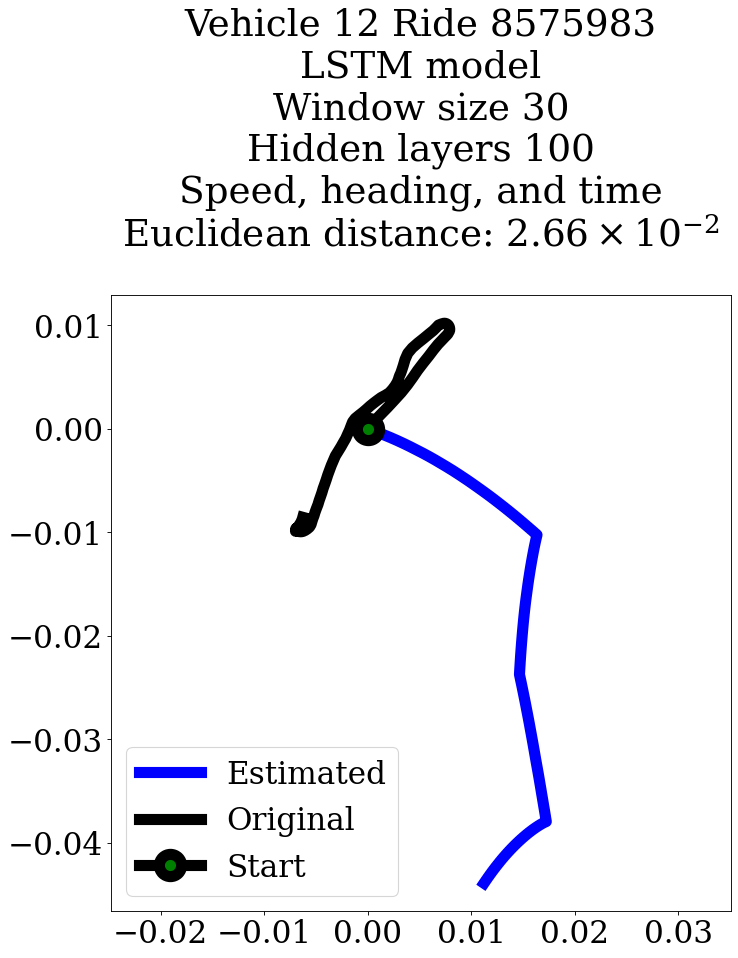 Vehicle 12 Ride 8575983
LSTM model
Window size 30
Hidden layers 100
Speed, heading, and time
Euclidean distance: 2.66 × 10⁻²
0.01
0.00
−0.01
−0.02
−0.03
−0.04
Estimated
Original
Start
−0.02 −0.01 0.00 0.01 0.02 0.03